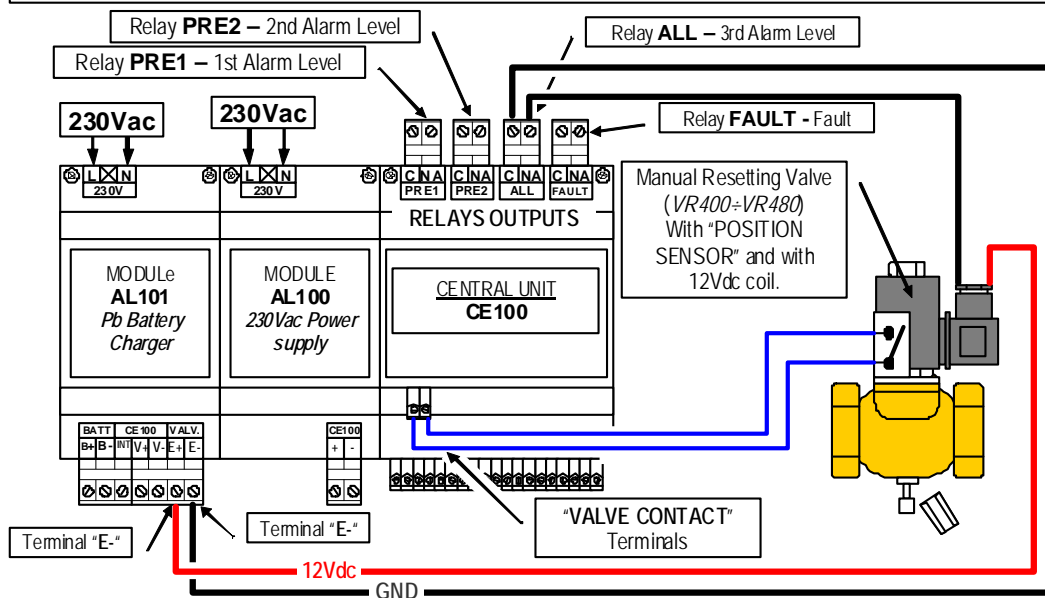 Relay PRE2 – 2nd Alarm Level
Relay ALL – 3rd Alarm Level
Relay PRE1 – 1st Alarm Level
230Vac
230Vac
Relay FAULT - Fault
L N
230V
L N
230V
C NA
PRE1
C NA
PRE2
C NA
ALL
C NA
FAULT
RELAYS OUTPUTS
Manual Resetting Valve
(VR400÷VR480)
With “POSITION
SENSOR” and with
12Vdc coil.
MODULe
AL101
Pb Battery
Charger
MODULE
AL100
230Vac Power
supply
CENTRAL UNIT
CE100
BATT CE100 VALV.
B+ B- INT V+ V- E+ E-
CE100
+ -
Terminal “E-“
Terminal “E-“
“VALVE CONTACT”
Terminals
12Vdc
GND